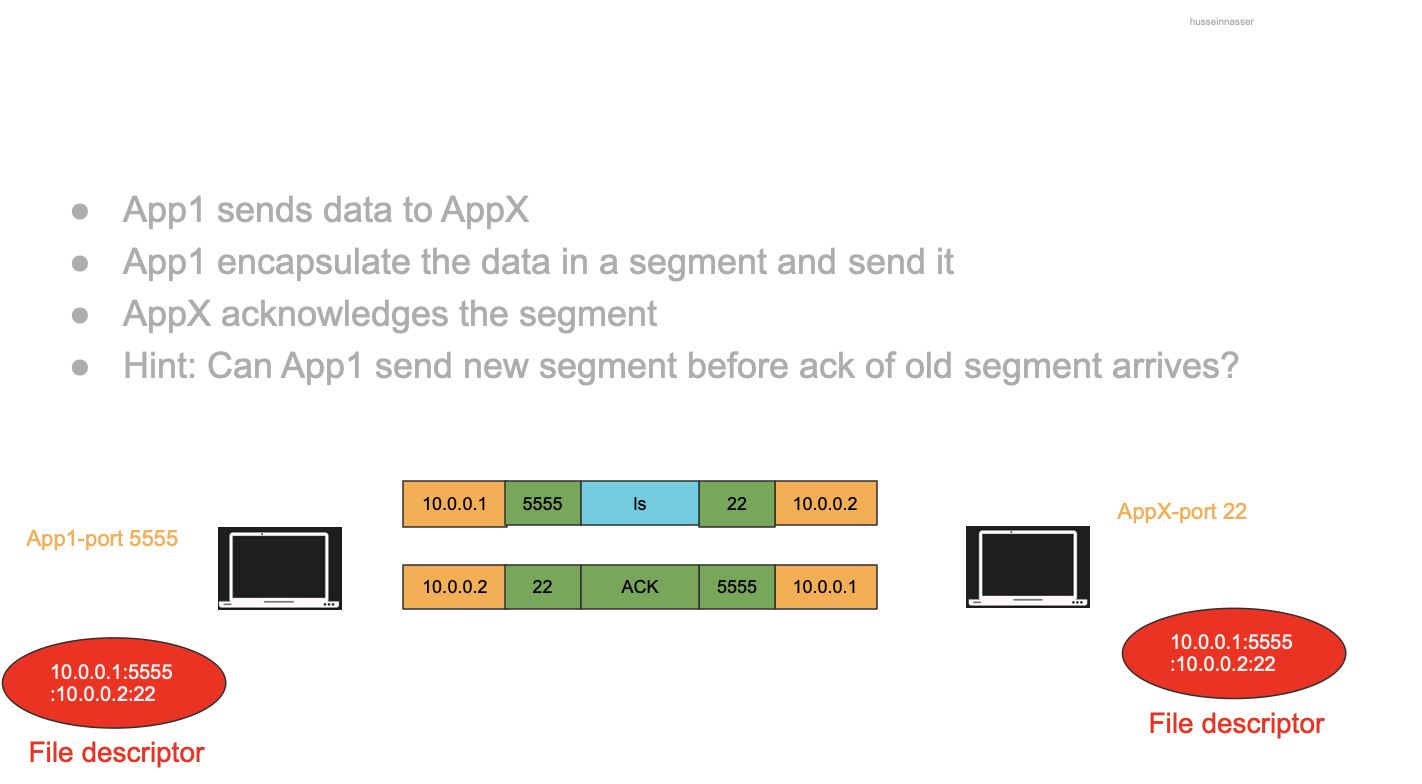 husseinnasser
● App1 sends data to AppX
● App1 encapsulate the data in a segment and send it
● AppX acknowledges the segment
● Hint: Can App1 send new segment before ack of old segment arrives?
10.0.0.1 5555 ls 22 10.0.0.2
App1-port 5555
AppX-port 22
10.0.0.2 22 ACK 5555 10.0.0.1
10.0.0.1:5555
:10.0.0.2:22
File descriptor
10.0.0.1:5555
:10.0.0.2:22
File descriptor